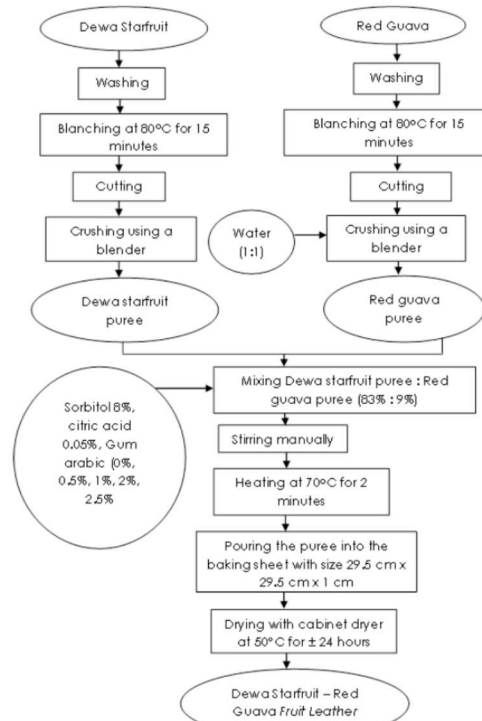 Dewa Starfruit
Washing
Blanching at 80°C for 15
minutes
Cutting
Crushing using a
blender
Dewa starfruit
puree
Red Guava
Washing
Blanching at 80°C for 15
minutes
Cutting
Water
(1:1)
Crushing using a
blender
Red guava
puree
Mixing Dewa starfruit puree : Red
guava puree (83% : 9%)
Sorbitol 8%,
citric acid
0.05%, Gum
arabic (0%,
0.5%, 1%, 2%,
2.5%
Stirring manually
Heating at 70°C for 2
minutes
Pouring the puree into the
baking sheet with size 29.5 cm x
29.5 cm x 1 cm
Drying with cabinet dryer
at 50°C for ± 24 hours
Dewa Starfruit – Red
Guava Fruit Leather